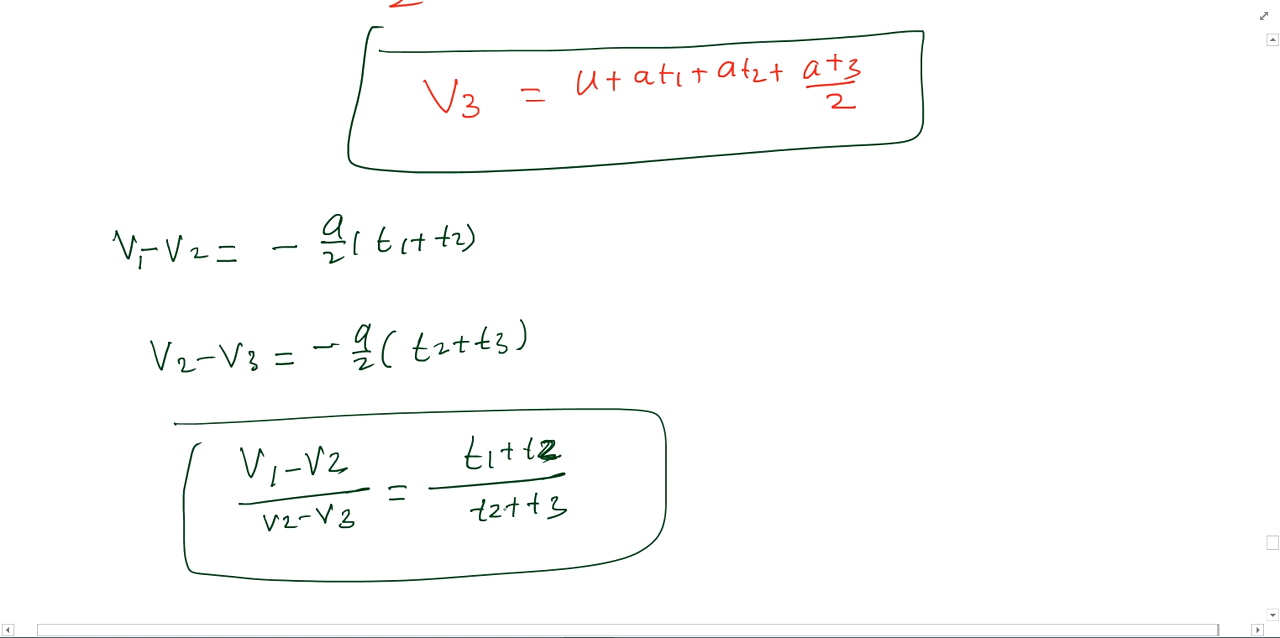 2
V3 = u + at1 + at2 + at3/2
V1 - V2 = - a/2 (t1 + t2)
V2 - V3 = - a/2 (t2 + t3)
V1 - V2 / V2 - V3 = t1 + t2 / t2 + t3